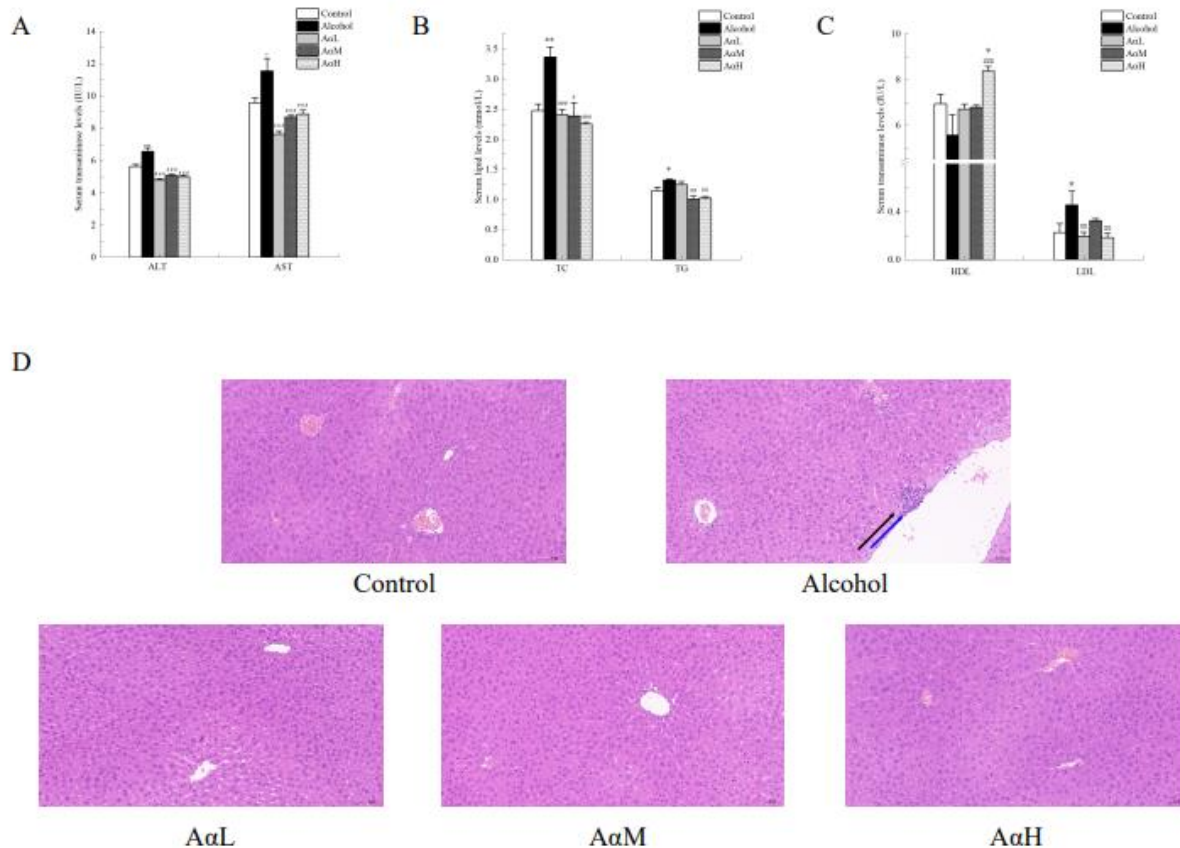 A
Serum transaminase levels (IU/L)
14
12
10
8
6
4
2
0
Control
Alcohol
AαL
AαM
AαH
ALT
AST
B
Serum lipid levels (mmol/L)
3.5
3.0
2.5
2.0
1.5
1.0
0.5
0.0
Control
Alcohol
AαL
AαM
AαH
**
*
TC
TG
C
Serum transaminase levels (IU/L)
10
8
6
0.4
0.0
Control
Alcohol
AαL
AαM
AαH
*
*
HDL
LDL
D
Control
Alcohol
AαL
AαM
AαH